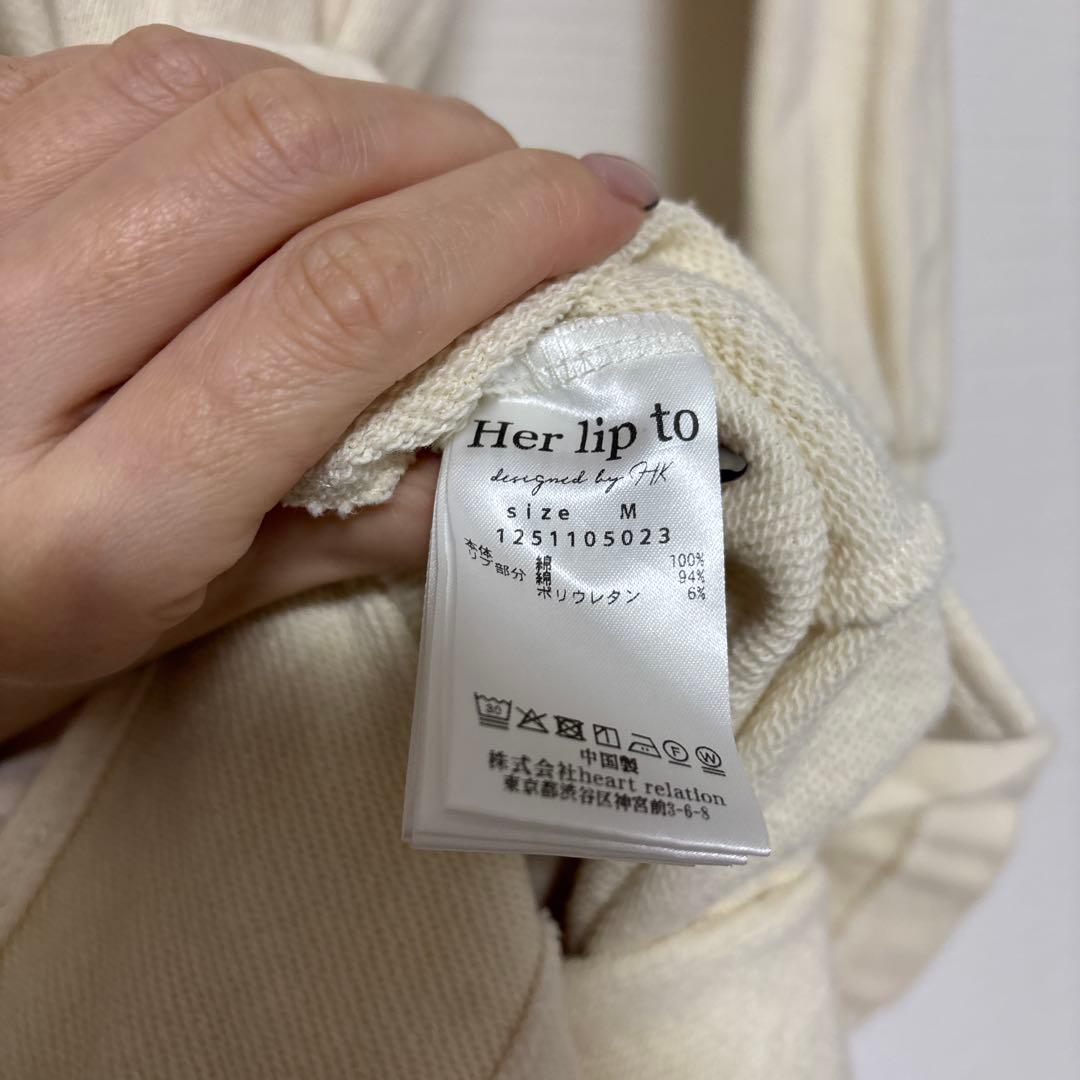 Her lip to
designed by HK
size M
1251105023
本体 綿 100%
リブ部分 綿 94%
ポリウレタン 6%
30
F W
中国製
株式会社heart relation
東京都渋谷区神宮前3-6-8